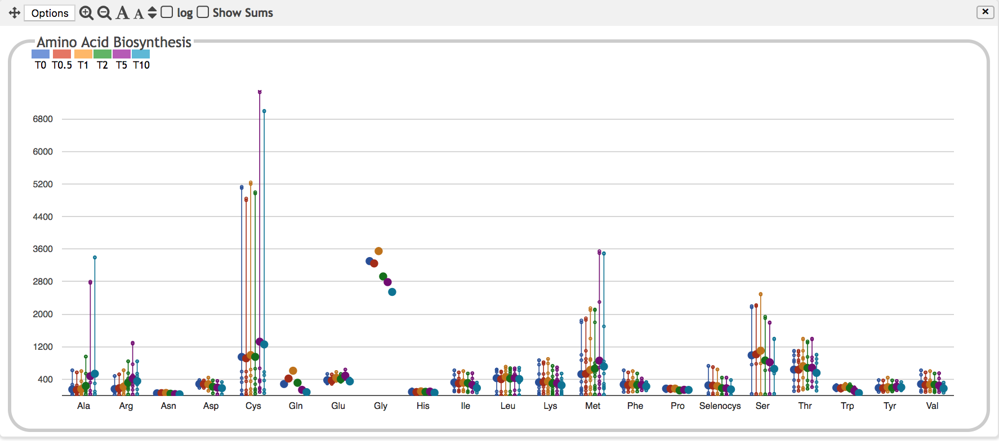 Options A A log Show Sums
Amino Acid Biosynthesis
T0 T0.5 T1 T2 T5 T10
6800
6000
5200
4400
3600
2800
2000
1200
400
Ala Arg Asn Asp Cys Gln Glu Gly His Ile Leu Lys Met Phe Pro Selenocys Ser Thr Trp Tyr Val